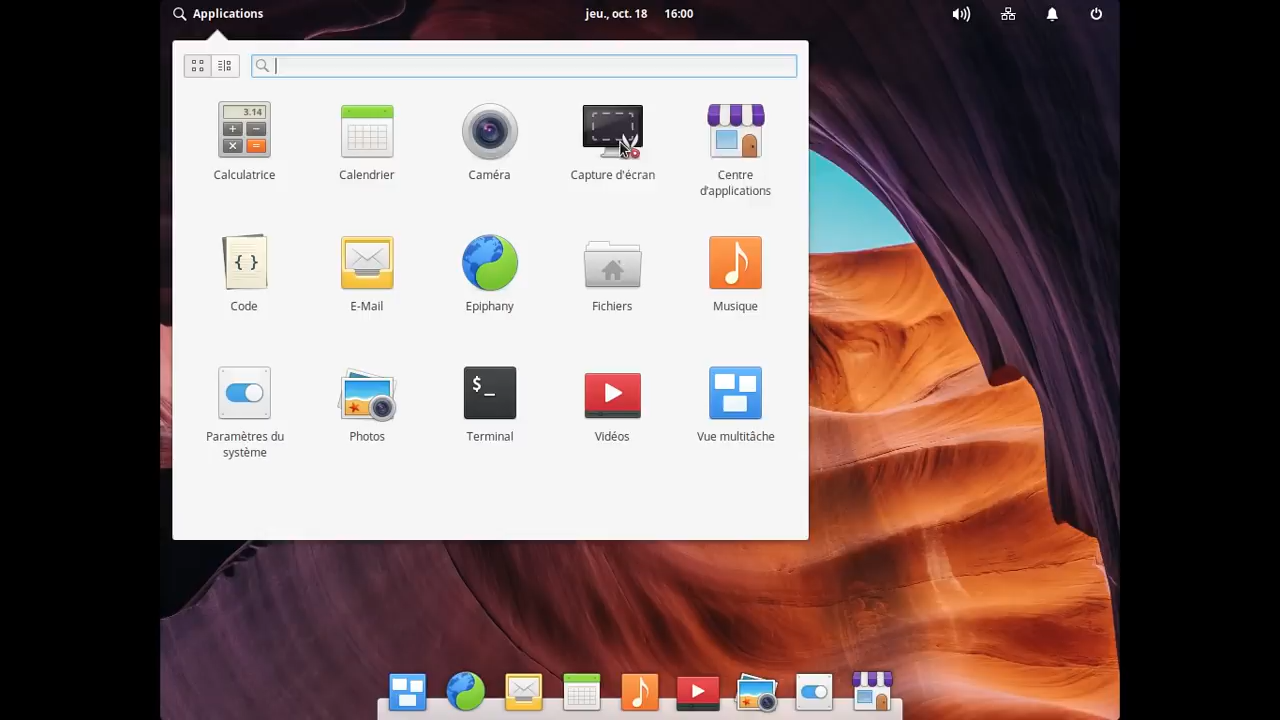 Applications
jeu., oct. 18 16:00
3.14
Calculatrice
Calendrier
Caméra
Capture d'écran
Centre
d'applications
{ }
Code
E-Mail
Epiphany
Fichiers
Musique
$_
Paramètres du
système
Photos
Terminal
Vidéos
Vue multitâche